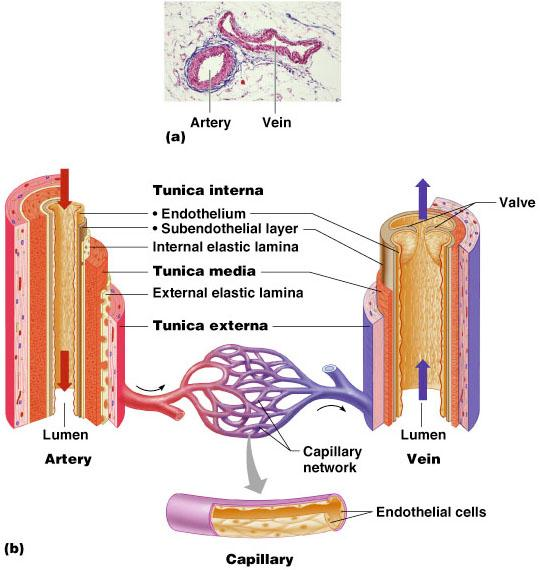 Artery
Vein
(a)
Tunica interna
• Endothelium
• Subendothelial layer
Internal elastic lamina
Tunica media
External elastic lamina
Tunica externa
Valve
Lumen
Artery
Capillary
network
Lumen
Vein
Endothelial cells
(b)
Capillary